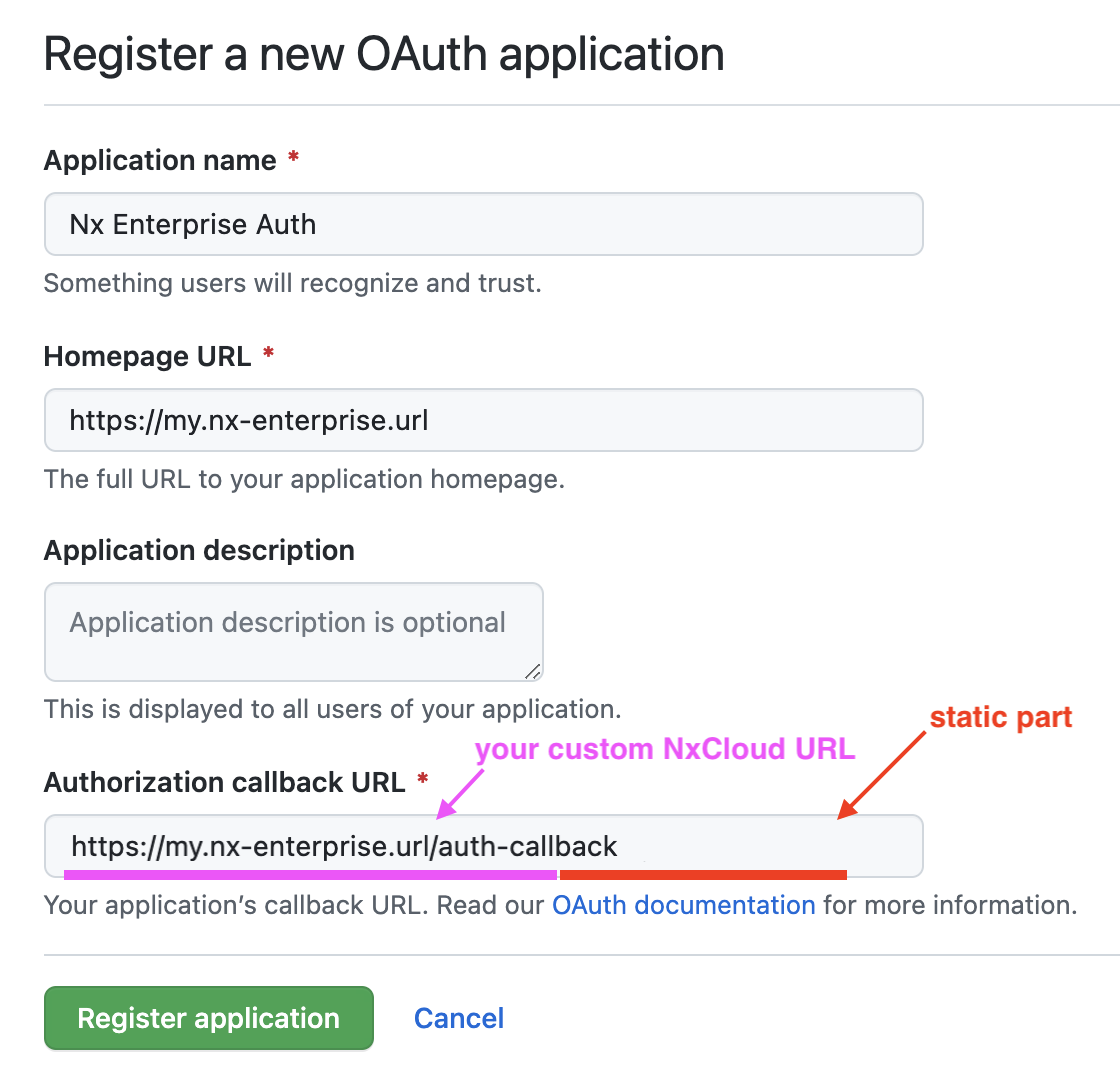 Register a new OAuth application
Application name *
Nx Enterprise Auth
Something users will recognize and trust.
Homepage URL *
https://my.nx-enterprise.url
The full URL to your application homepage.
Application description
Application description is optional
This is displayed to all users of your application.
static part
your custom NxCloud URL
Authorization callback URL *
https://my.nx-enterprise.url/auth-callback
Your application’s callback URL. Read our OAuth documentation for more information.
Register application
Cancel